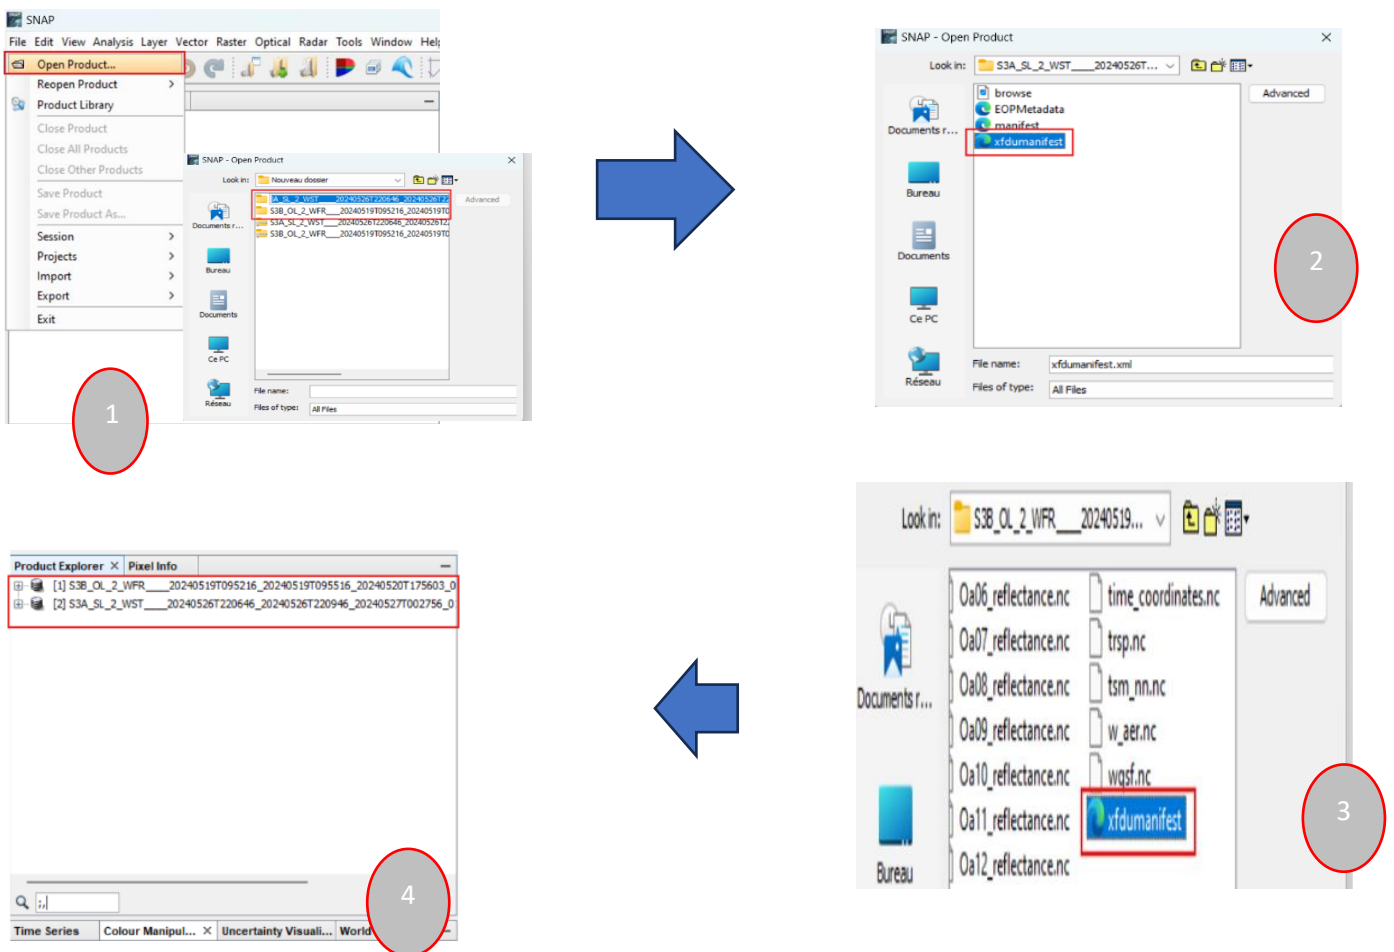 SNAP
File Edit View Analysis Layer Vector Raster Optical Radar Tools Window Help
Open Product...
Reopen Product
Product Library
Close Product
Close All Products
Close Other Products
Save Product
Save Product As...
Session
Projects
Import
Export
Exit
SNAP - Open Product
Look in: Nouveau dossier
Advanced
Documents r...
Bureau
Documents
Ce PC
Réseau
A_SL_2_WST____20240526T220646_20240526T22
S3B_OL_2_WFR____20240519T095216_20240519T0
S3A_SL_2_WST____20240526T220646_20240526T2
S3B_OL_2_WFR____20240519T095216_20240519T0
File name:
Files of type: All Files
1
SNAP - Open Product
Look in: S3A_SL_2_WST____20240526T...
Advanced
browse
EOPMetadata
manifest
xfdumanifest
Documents r...
Bureau
Documents
Ce PC
Réseau
File name: xfdumanifest.xml
Files of type: All Files
2
Look in: S3B_OL_2_WFR____20240519...
Advanced
Documents r...
Bureau
Oa06_reflectance.nc time_coordinates.nc
Oa07_reflectance.nc trsp.nc
Oa08_reflectance.nc tsm_nn.nc
Oa09_reflectance.nc w_aer.nc
Oa10_reflectance.nc wqsf.nc
Oa11_reflectance.nc xfdumanifest
Oa12_reflectance.nc
3
Product Explorer Pixel Info
[1] S3B_OL_2_WFR____20240519T095216_20240519T095516_20240520T175603_0
[2] S3A_SL_2_WST____20240526T220646_20240526T220946_20240527T002756_0
;,
Time Series Colour Manipul... Uncertainty Visuali... World
4